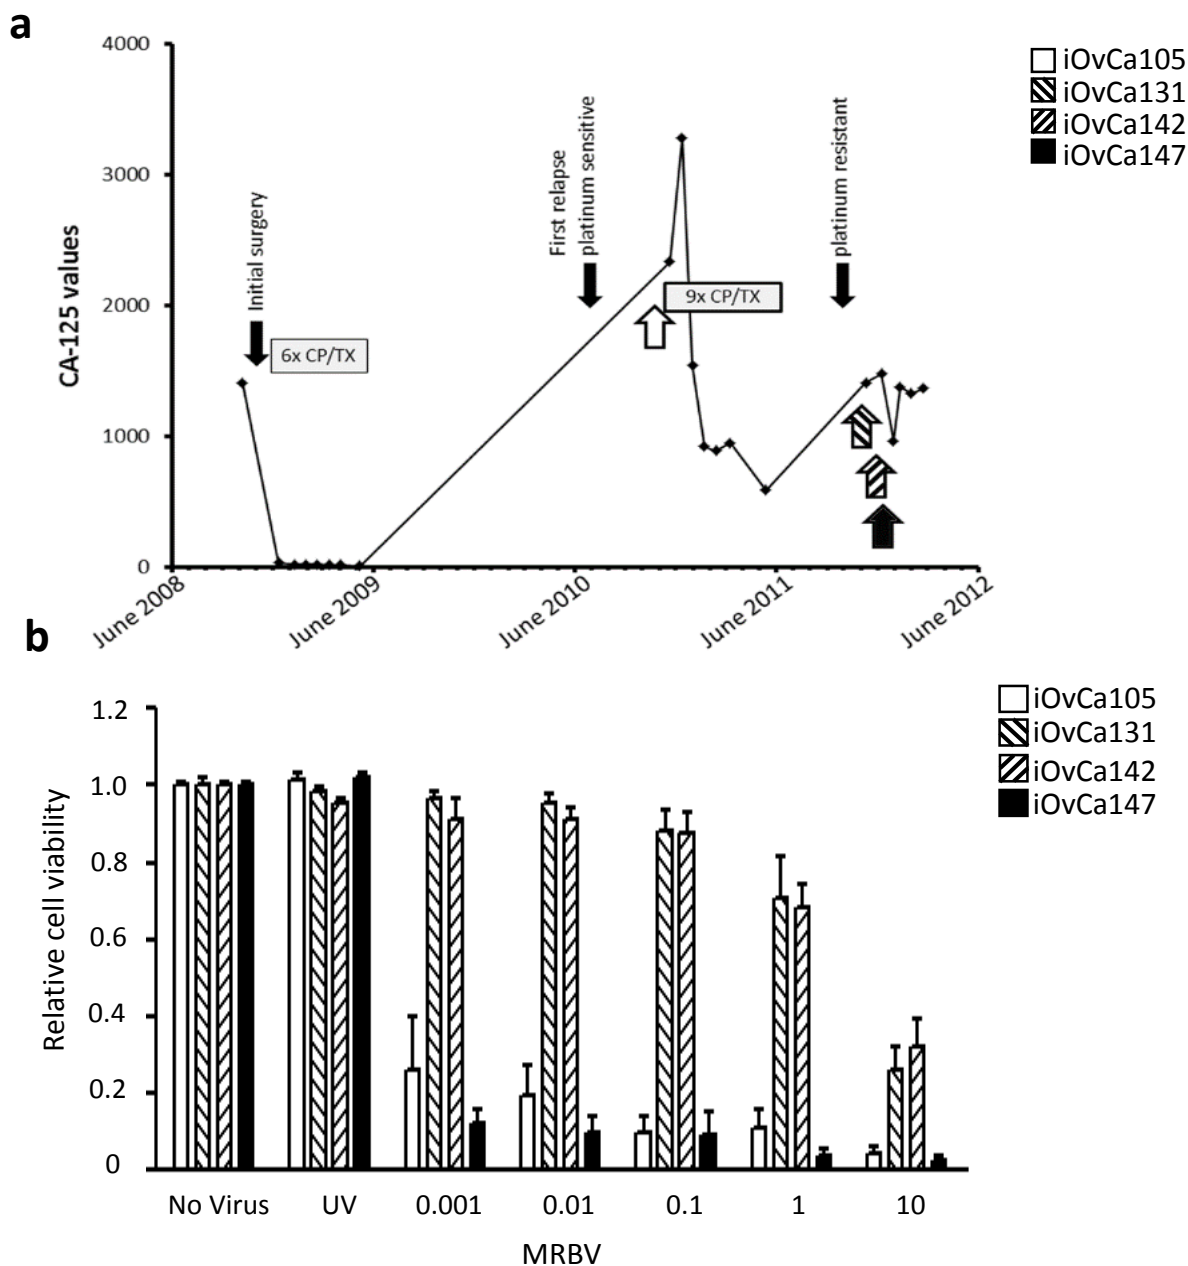 a
4000
3000
2000
1000
0
CA-125 values
Initial surgery
6x CP/TX
First relapse
platinum sensitive
9x CP/TX
platinum resistant
June 2008
June 2009
June 2010
June 2011
June 2012
iOvCa105
iOvCa131
iOvCa142
iOvCa147
b
1.2
1.0
0.8
0.6
0.4
0.2
0
Relative cell viability
No Virus UV 0.001 0.01 0.1 1 10
MRBV
iOvCa105
iOvCa131
iOvCa142
iOvCa147